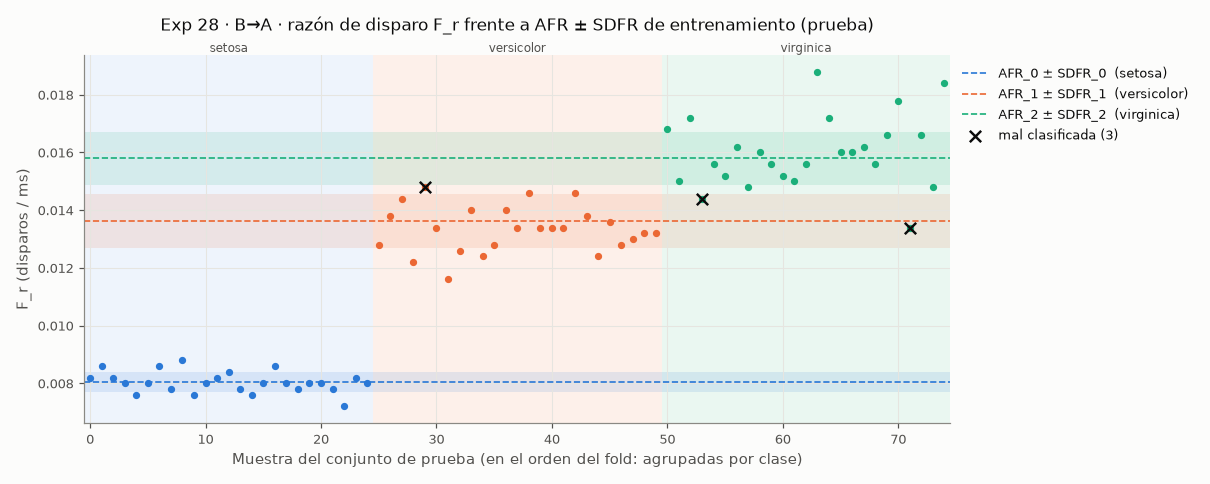 Exp 28 · B→A · razón de disparo F_r frente a AFR ± SDFR de entrenamiento (prueba)
setosa
versicolor
virginica
F_r (disparos / ms)
0.018
0.016
0.014
0.012
0.010
0.008
0
10
20
30
40
50
60
70
Muestra del conjunto de prueba (en el orden del fold: agrupadas por clase)
AFR_0 ± SDFR_0 (setosa)
AFR_1 ± SDFR_1 (versicolor)
AFR_2 ± SDFR_2 (virginica)
mal clasificada (3)